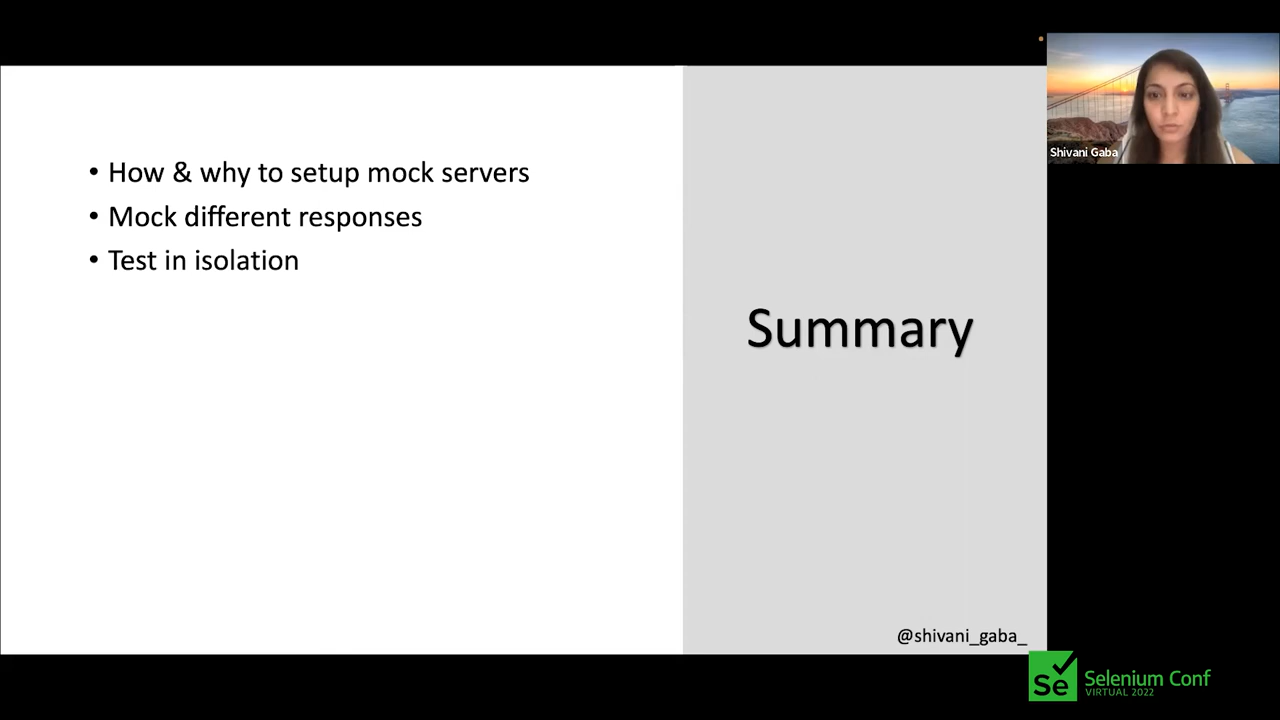 • How & why to setup mock servers
• Mock different responses
• Test in isolation
Summary
@shivani_gaba_
Shivani Gaba
Se
Selenium Conf
VIRTUAL 2022